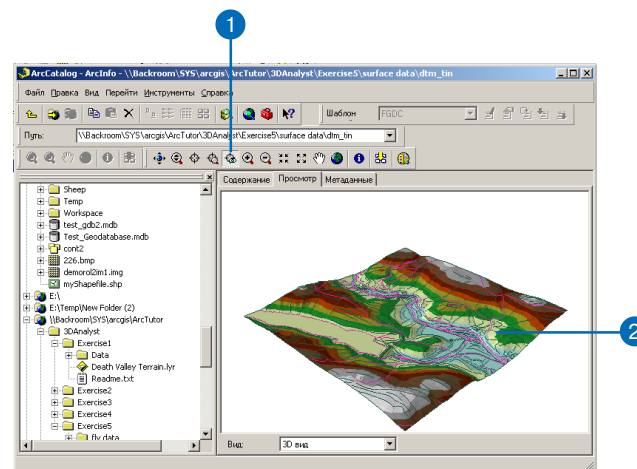 1
ArcCatalog - ArcInfo - \\Backroom\SYS\arcgis\ArcTutor\3DAnalyst\Exercise5\surface data\dtm_tin
Файл Правка Вид Перейти Инструменты Справка
Шаблон FGDC
Путь: \\Backroom\SYS\arcgis\ArcTutor\3DAnalyst\Exercise5\surface data\dtm_tin
Содержание Просмотр Метаданные
Sheep
Temp
Workspace
test_gdb2.mdb
Test_Geodatabase.mdb
cont2
226.bmp
demorol2im1.img
myShapefile.shp
E:\
E:\Temp\New Folder (2)
\\Backroom\SYS\arcgis\ArcTutor
3DAnalyst
Exercise1
Data
Death Valley Terrain.lyr
Readme.txt
Exercise2
Exercise3
Exercise4
Exercise5
fly data
2
Вид: 3D вид